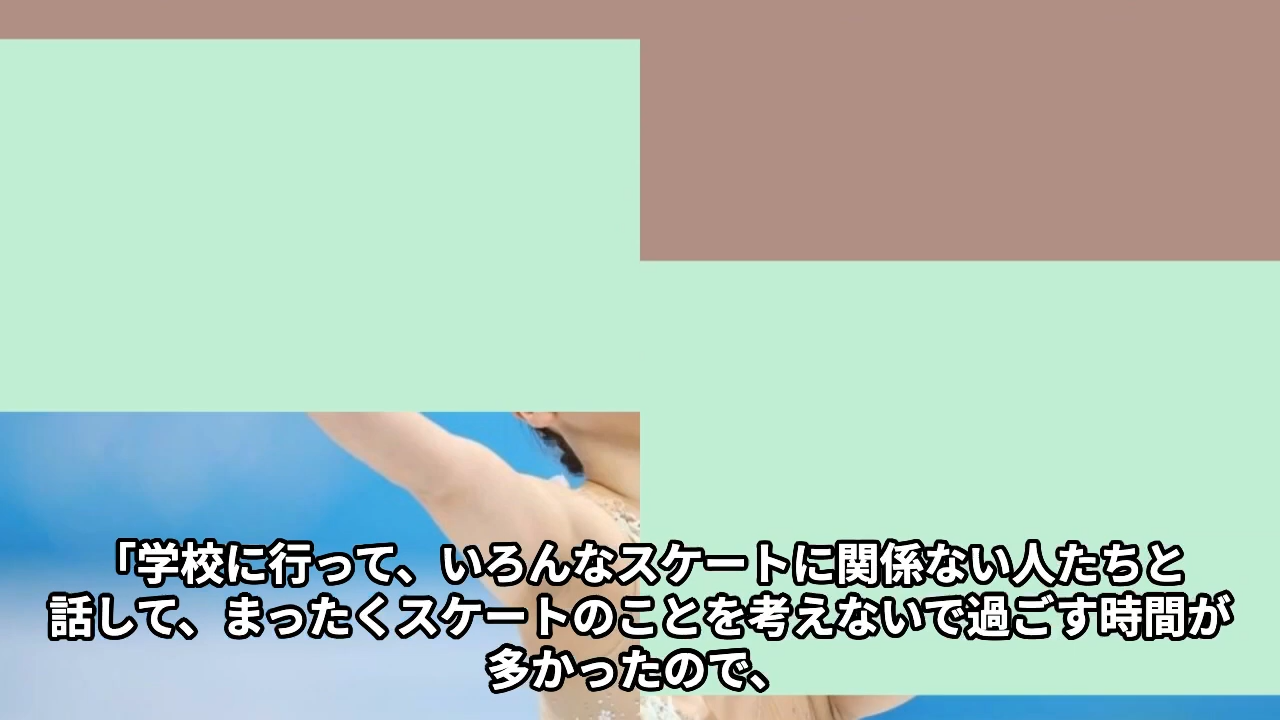 「学校に行って、いろんなスケートに関係ない人たちと
話して、まったくスケートのことを考えないで過ごす時間が
多かったので、